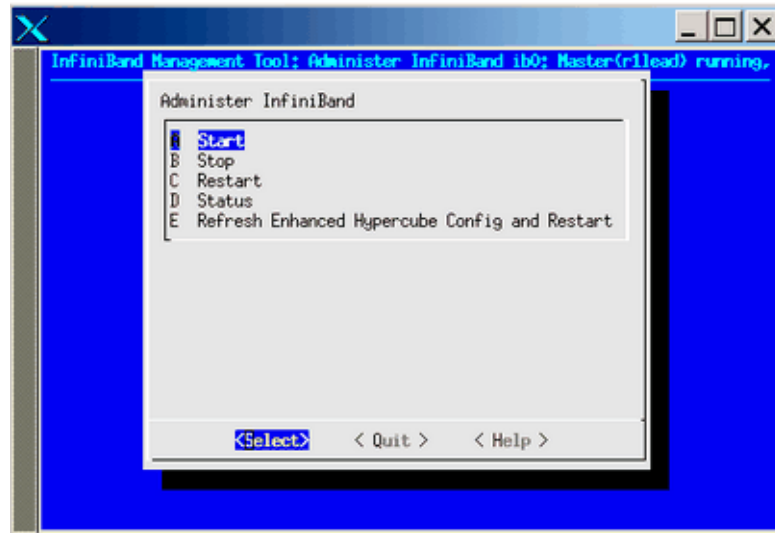 InfiniBand Management Tool; Administer InfiniBand ib0; Master(r1lead) running,
Administer InfiniBand
A Start
B Stop
C Restart
D Status
E Refresh Enhanced Hypercube Config and Restart
<Select> < Quit > < Help >